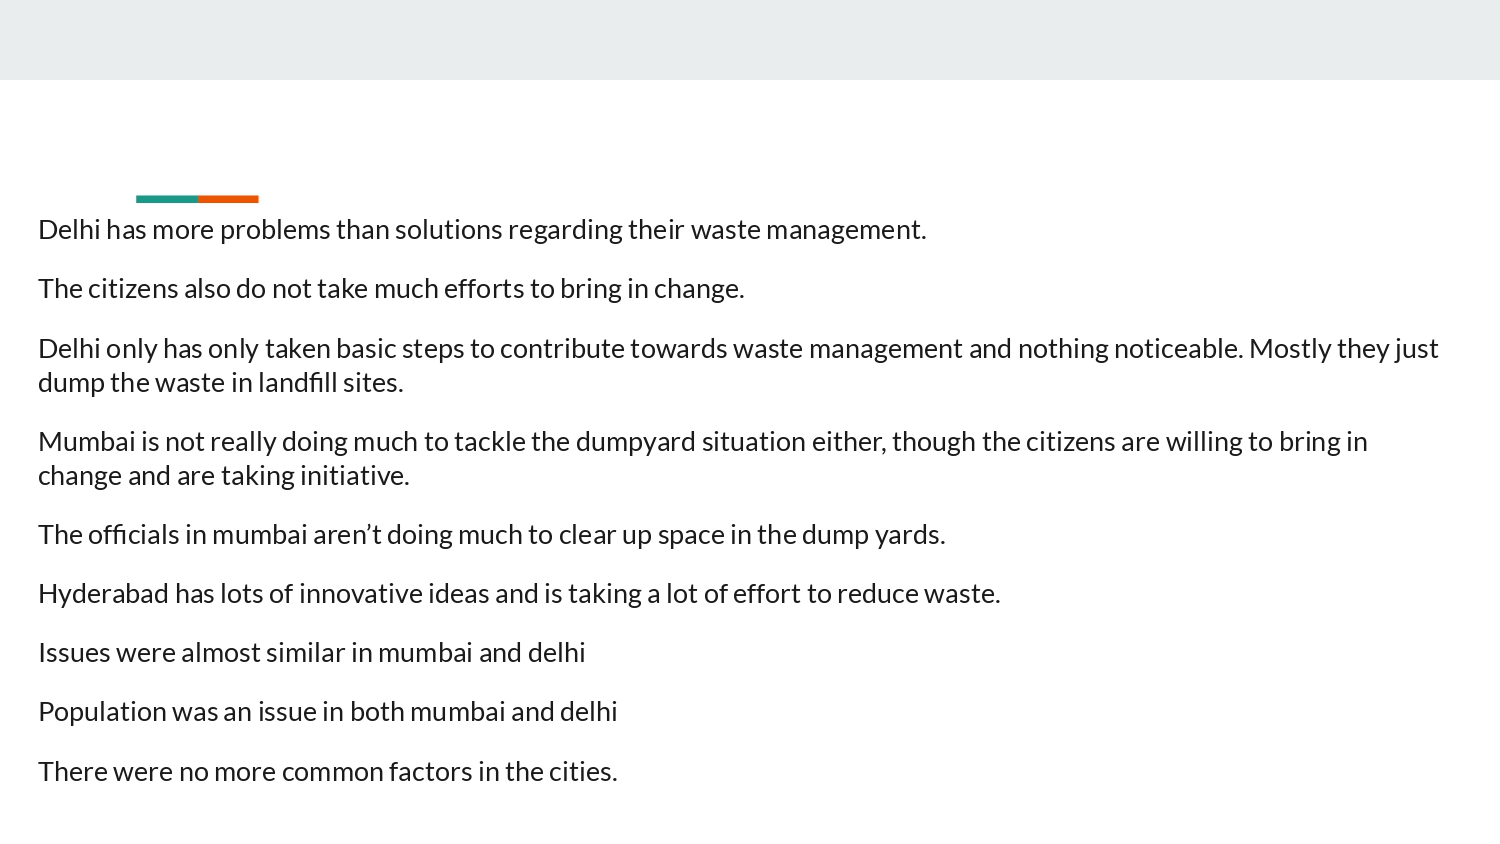 Delhi has more problems than solutions regarding their waste management.
The citizens also do not take much efforts to bring in change.
Delhi only has only taken basic steps to contribute towards waste management and nothing noticeable. Mostly they just
dump the waste in landfill sites.
Mumbai is not really doing much to tackle the dumpyard situation either, though the citizens are willing to bring in
change and are taking initiative.
The officials in mumbai aren’t doing much to clear up space in the dump yards.
Hyderabad has lots of innovative ideas and is taking a lot of effort to reduce waste.
Issues were almost similar in mumbai and delhi
Population was an issue in both mumbai and delhi
There were no more common factors in the cities.